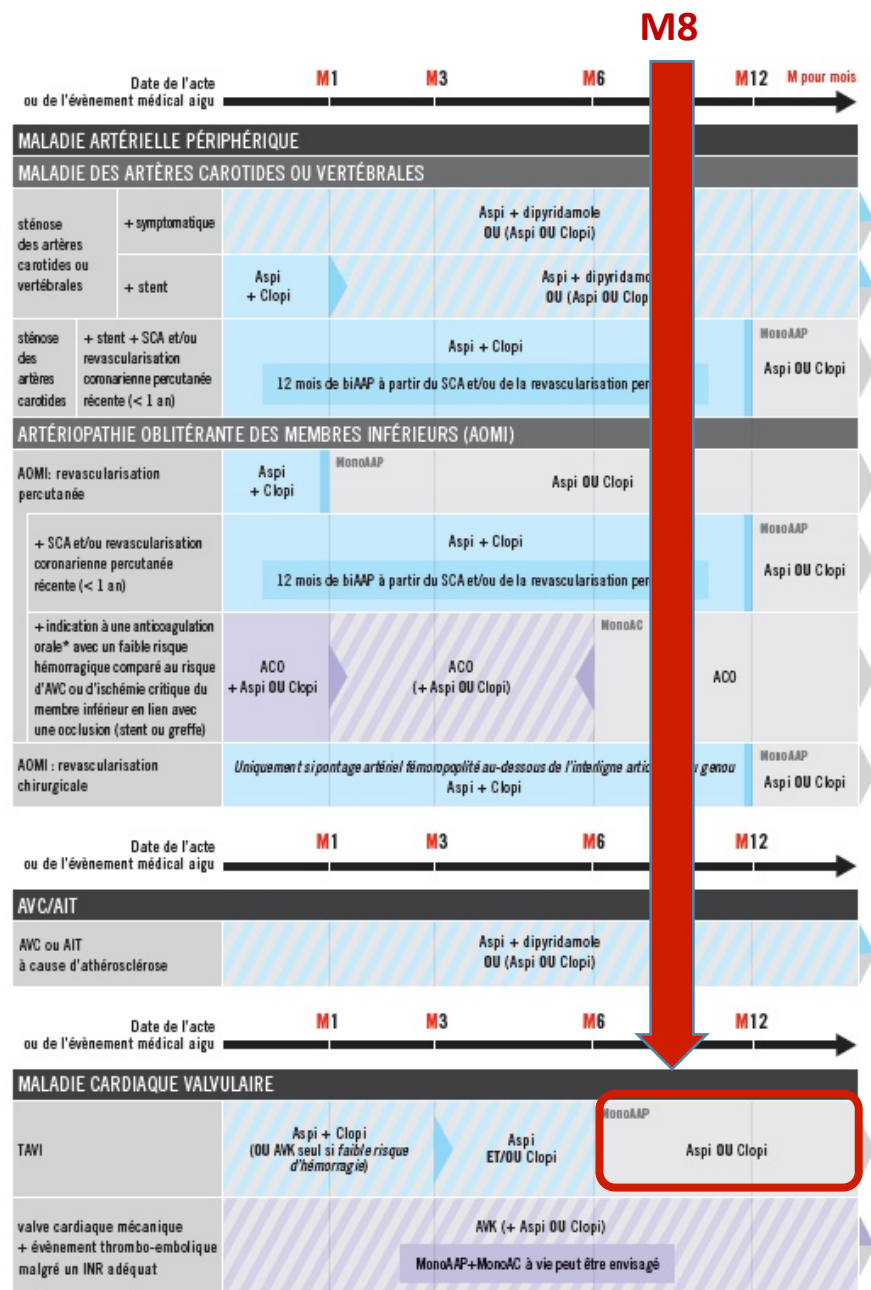 M8
Date de l'acte
ou de l'évènement médical aigu
M1 M3 M6 M12 M pour mois
MALADIE ARTÉRIELLE PÉRIPHÉRIQUE
MALADIE DES ARTÈRES CAROTIDES OU VERTÉBRALES
sténose
des artères
carotides ou
vertébrales
+ symptomatique
Aspi + dipyridamole
OU (Aspi OU Clopi)
+ stent
Aspi
+ Clopi
Aspi + dipyridamo
OU (Aspi OU Clop
sténose
des
artères
carotides
+ stent + SCA et/ou
revascularisation
coronarienne percutanée
récente (< 1 an)
Aspi + Clopi
12 mois de biAAP à partir du SCA et/ou de la revascularisation per
MonoAAP
Aspi OU Clopi
ARTÉRIOPATHIE OBLITÉRANTE DES MEMBRES INFÉRIEURS (AOMI)
AOMI: revascularisation
percutanée
Aspi
+ Clopi
MonoAAP
Aspi OU Clopi
+ SCA et/ou revascularisation
coronarienne percutanée
récente (< 1 an)
Aspi + Clopi
12 mois de biAAP à partir du SCA et/ou de la revascularisation per
MonoAAP
Aspi OU Clopi
+ indication à une anticoagulation
orale* avec un faible risque
hémorragique comparé au risque
d'AVC ou d'ischémie critique du
membre inférieur en lien avec
une occlusion (stent ou greffe)
ACO
+ Aspi OU Clopi
ACO
(+ Aspi OU Clopi)
MonoAC
ACO
AOMI : revascularisation
chirurgicale
Uniquement si pontage artériel fémoropoplité au-dessous de l'interligne artic u genou
Aspi + Clopi
MonoAAP
Aspi OU Clopi
Date de l'acte
ou de l'évènement médical aigu
M1 M3 M6 M12
AVC/AIT
AVC ou AIT
à cause d'athérosclérose
Aspi + dipyridamole
OU (Aspi OU Clopi)
Date de l'acte
ou de l'évènement médical aigu
M1 M3 M6 M12
MALADIE CARDIAQUE VALVULAIRE
TAVI
Aspi + Clopi
(OU AVK seul si faible risque
d'hémorragie)
Aspi
ET/OU Clopi
MonoAAP
Aspi OU Clopi
valve cardiaque mécanique
+ évènement thrombo-embolique
malgré un INR adéquat
AVK (+ Aspi OU Clopi)
MonoAAP+MonoAC à vie peut être envisagé